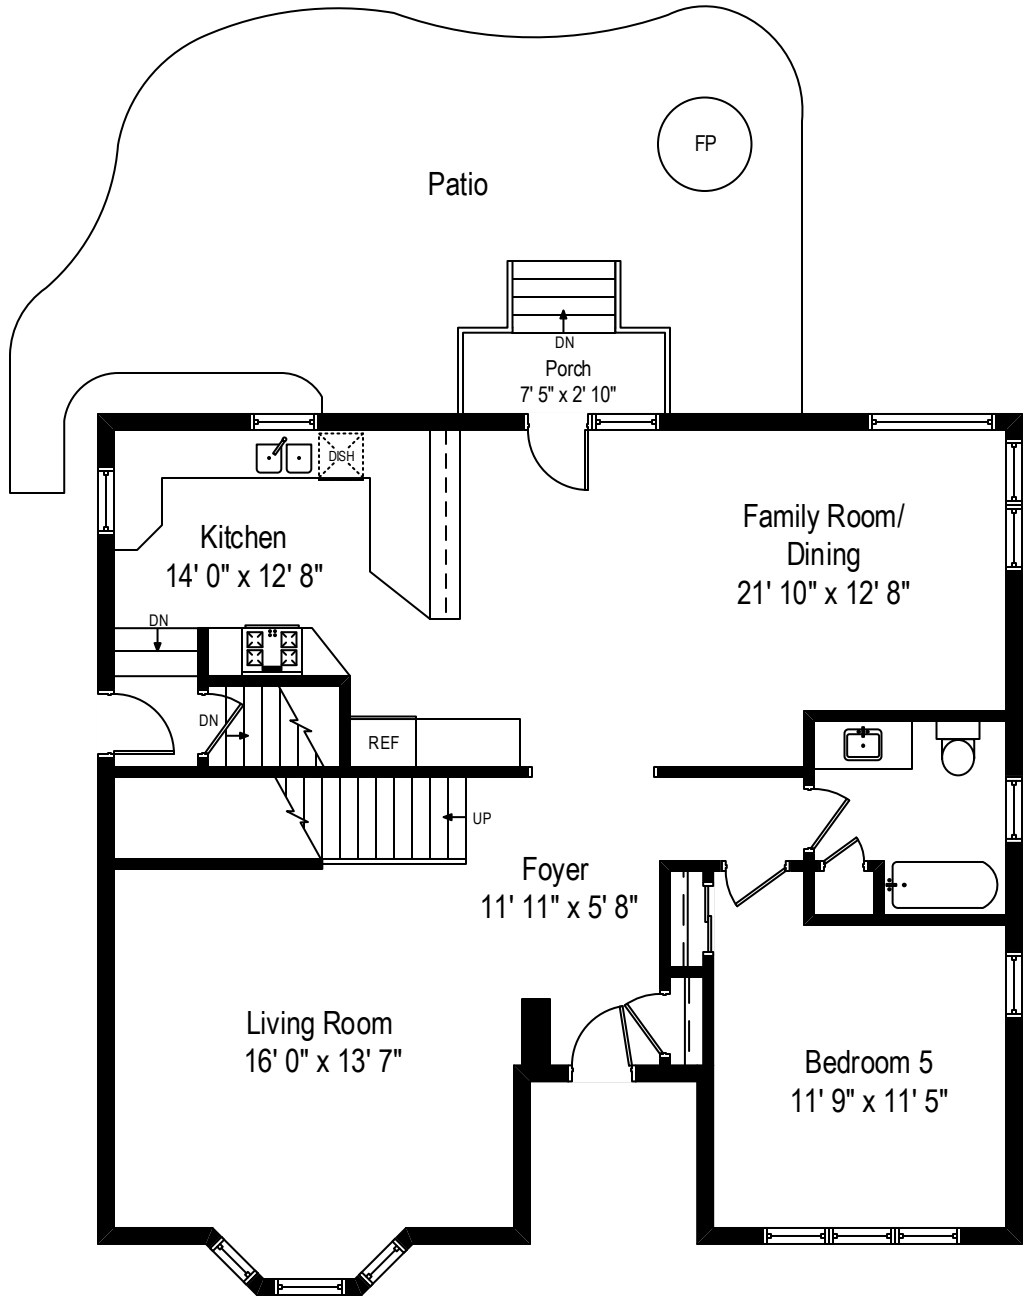 FP
Patio
DN
Porch
7' 5" x 2' 10"
DISH
Kitchen
14' 0" x 12' 8"
Family Room/
Dining
21' 10" x 12' 8"
DN
DN
REF
UP
Foyer
11' 11" x 5' 8"
Living Room
16' 0" x 13' 7"
Bedroom 5
11' 9" x 11' 5"